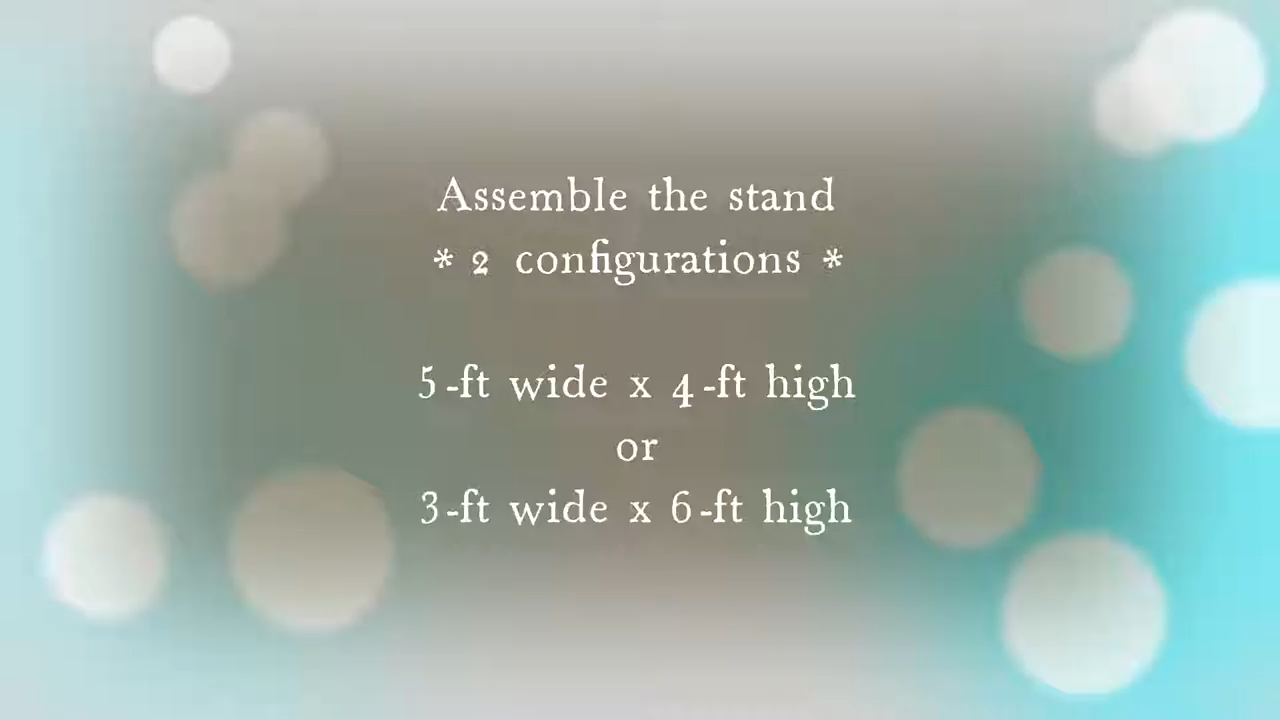 Assemble the stand
* 2 configurations *
5-ft wide x 4-ft high
or
3-ft wide x 6-ft high